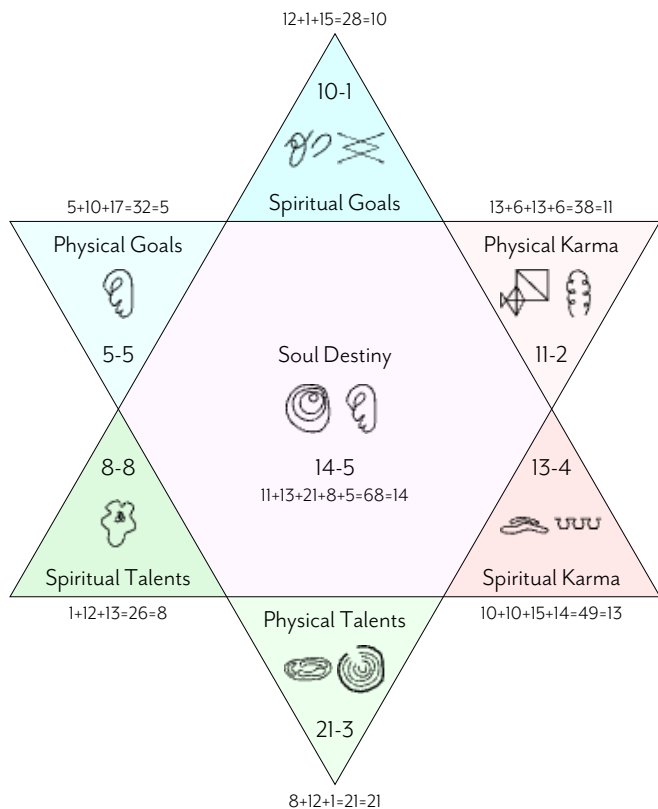 12+1+15=28=10
10-1
Spiritual Goals
5+10+17=32=5
13+6+13+6=38=11
Physical Goals
Physical Karma
5-5
11-2
Soul Destiny
14-5
11+13+21+8+5=68=14
8-8
13-4
Spiritual Talents
Spiritual Karma
1+12+13=26=8
10+10+15+14=49=13
Physical Talents
21-3
8+12+1=21=21